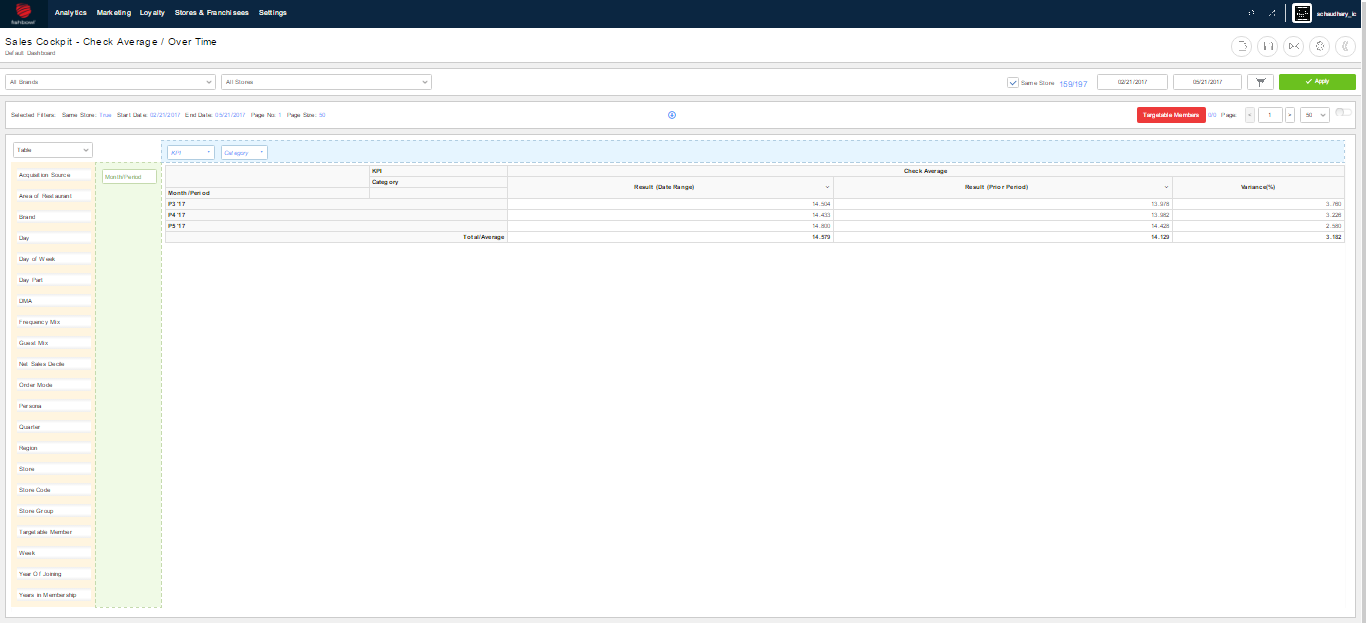 fishbowl Analytics Marketing Loyalty Stores & Franchisees Settings schaudhary_ic
Sales Cockpit - Check Average / Over Time
Default Dashboard
All Brands All Stores Same Store 159/197 02/21/2017 05/21/2017 Apply
Selected Filters: Same Store: True Start Date: 02/21/2017 End Date: 05/21/2017 Page No: 1 Page Size: 50 Targetable Members 0/0 Page: < 1 > 50
Table KPI Category
Month/Period
KPI Check Average
Category Result (Date Range) Result (Prior Period) Variance(%)
Month/Period
P3 '17 14.504 13.978 3.760
P4 '17 14.433 13.982 3.226
P5 '17 14.800 14.428 2.580
Total/Average 14.579 14.129 3.182
Acquisition Source
Area of Restaurant
Brand
Day
Day of Week
Day Part
DMA
Frequency Mix
Guest Mix
Net Sales Decile
Order Mode
Persona
Quarter
Region
Store
Store Code
Store Group
Targetable Member
Week
Year Of Joining
Years in Membership